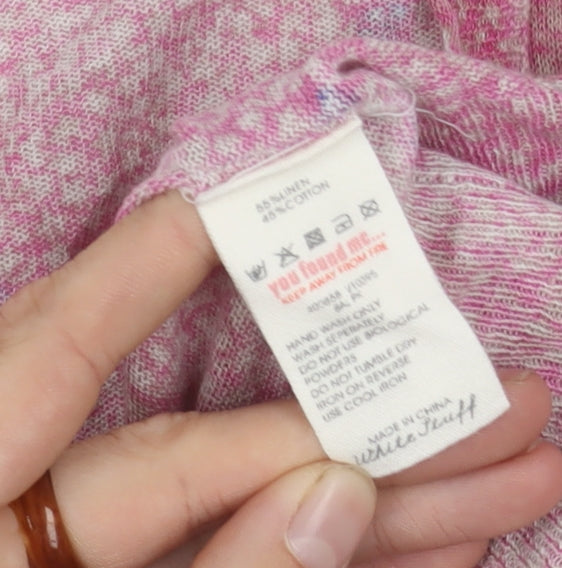 55%LINEN
45%COTTON
you found me...
KEEP AWAY FROM FIRE
HAND WASH ONLY
WASH SEPERATELY
DO NOT USE BIOLOGICAL
POWDERS
DO NOT TUMBLE DRY
IRON ON REVERSE
USE COOL IRON
MADE IN CHINA
White Stuff